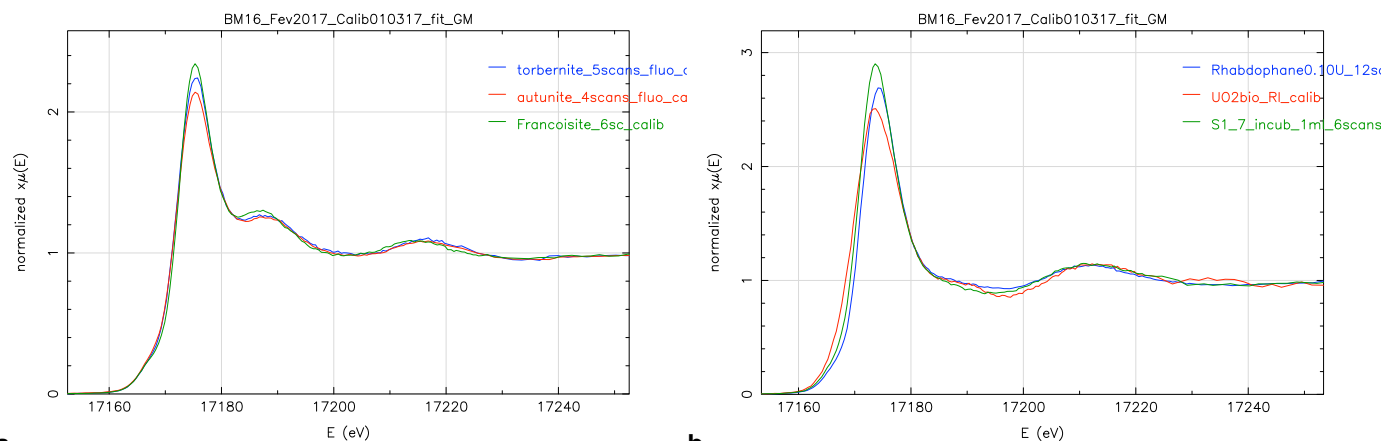 BM16_Fev2017_Calib010317_fit_GM
torbernite_5scans_fluo_c
autunite_4scans_fluo_ca
Francoisite_6sc_calib
normalized xμ(E)
2
1
0
17160 17180 17200 17220 17240
E (eV)
BM16_Fev2017_Calib010317_fit_GM
Rhabdophane0.10U_12sc
UO2bio_RI_calib
S1_7_incub_1m_6scans
normalized xμ(E)
3
2
1
0
17160 17180 17200 17220 17240
E (eV)